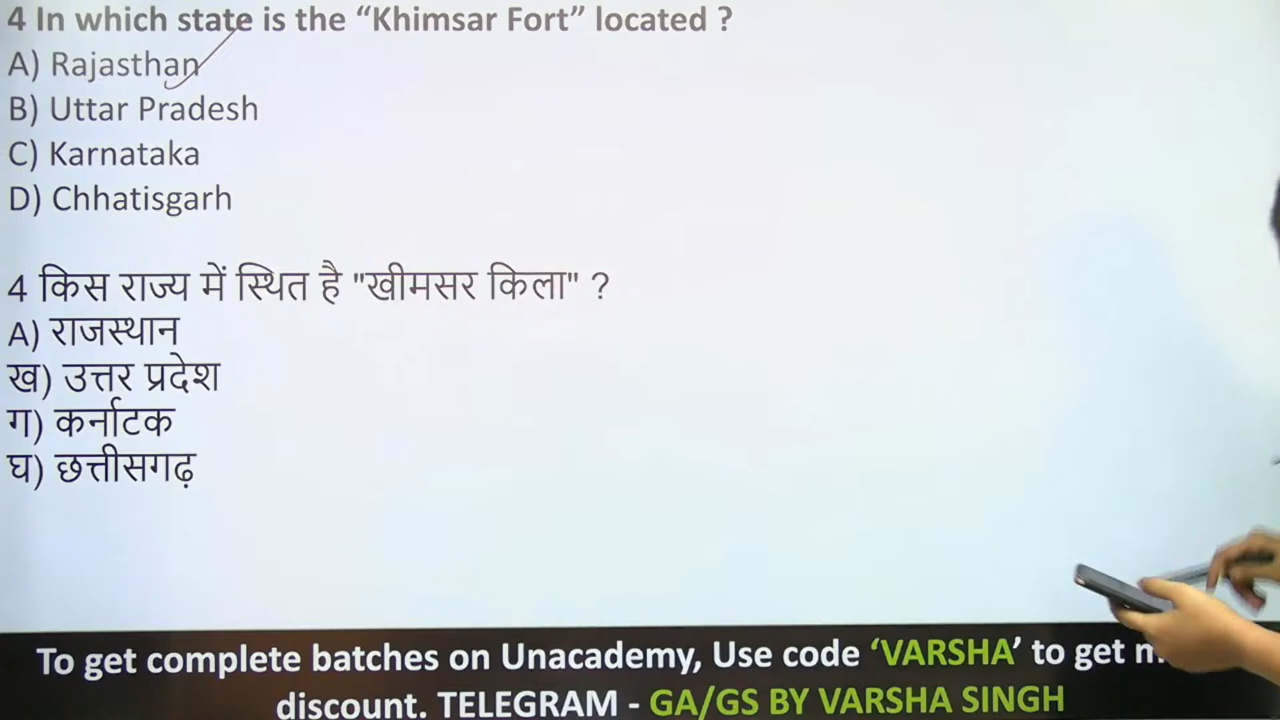 4 In which state is the “Khimsar Fort” located ?
A) Rajasthan
B) Uttar Pradesh
C) Karnataka
D) Chhatisgarh
4 किस राज्य में स्थित है "खीमसर किला" ?
A) राजस्थान
ख) उत्तर प्रदेश
ग) कर्नाटक
घ) छत्तीसगढ़
To get complete batches on Unacademy, Use code ‘VARSHA’ to get
discount. TELEGRAM - GA/GS BY VARSHA SINGH